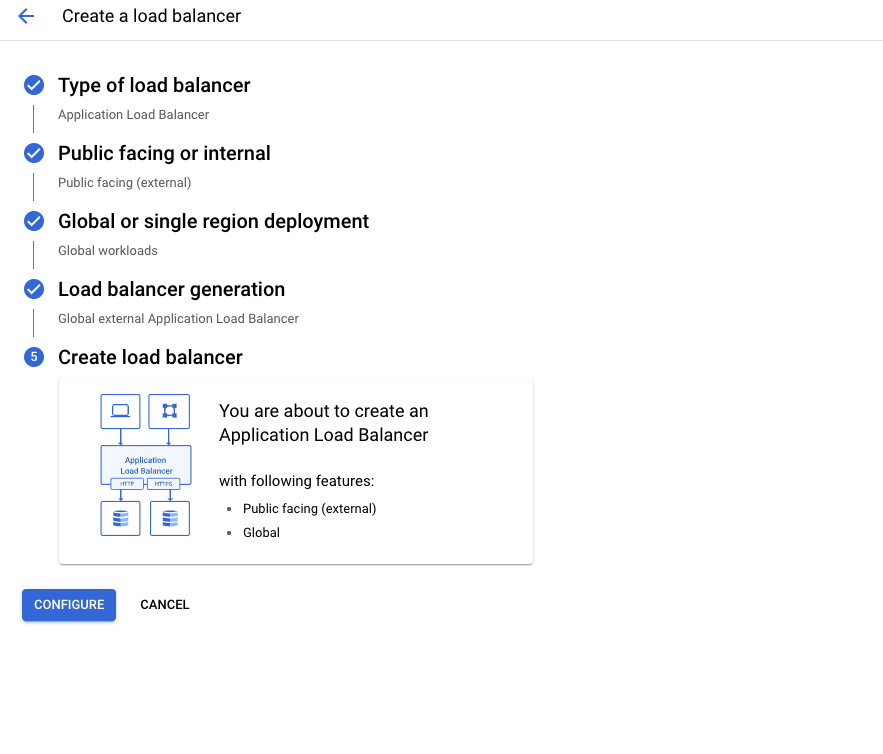 Create a load balancer
Type of load balancer
Application Load Balancer
Public facing or internal
Public facing (external)
Global or single region deployment
Global workloads
Load balancer generation
Global external Application Load Balancer
5 Create load balancer
Application
Load Balancer
HTTP HTTPS
You are about to create an
Application Load Balancer
with following features:
• Public facing (external)
• Global
CONFIGURE CANCEL